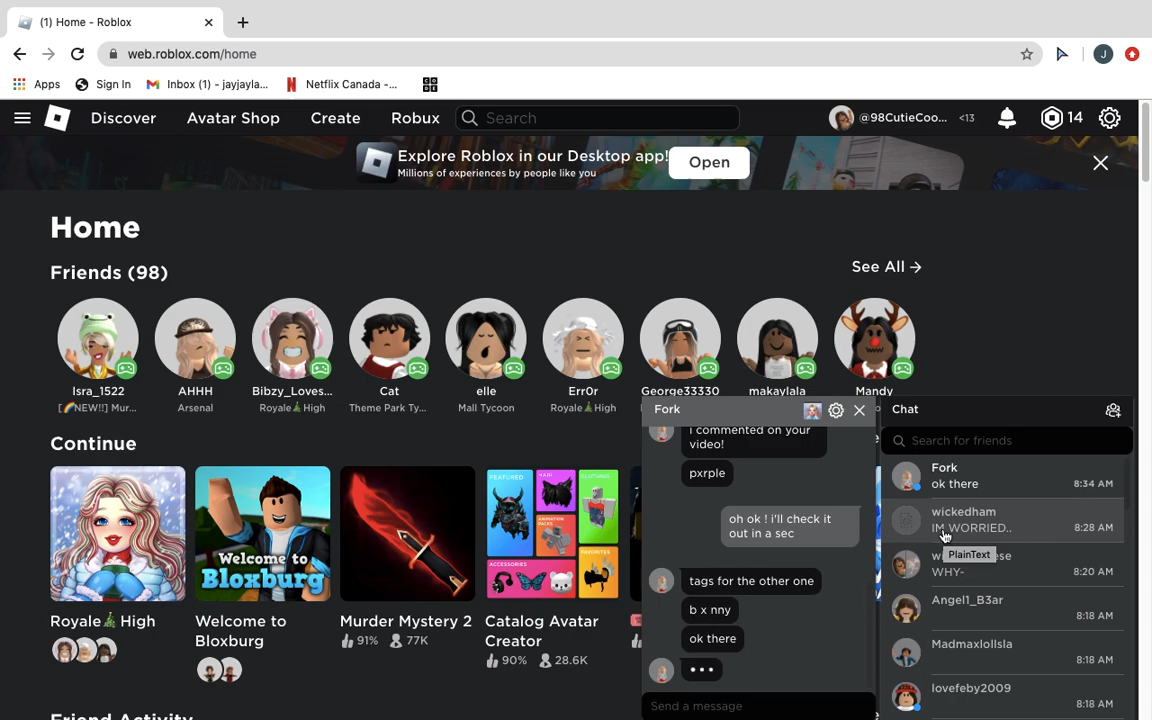 (1) Home - Roblox
web.roblox.com/home
J
Apps
Sign In
Inbox (1) - jayjayla...
Netflix Canada -...
Discover
Avatar Shop
Create
Robux
Search
@98CutieCoo...
<13
14
Explore Roblox in our Desktop app!
Millions of experiences by people like you
Open
Home
Friends (98)
See All →
Isra_1522
[🌈NEW!!] Mur...
AHHH
Arsenal
Bibzy_Loves...
Royale🎄High
Cat
Theme Park Ty...
elle
Mall Tycoon
Err0r
Royale🎄High
George33330
makaylala
Mandy
Continue
FEATURED
HAIR
CLOTHING
ANIMATION PACKS
ACCESSORIES
FAVORITES
Welcome to
Bloxburg
Royale🎄High
Welcome to
Bloxburg
Murder Mystery 2
91% 77K
Catalog Avatar
Creator
90% 28.6K
Friend Activity
Fork
i commented on your
video!
pxrple
oh ok ! i'll check it
out in a sec
tags for the other one
b x nny
ok there
Send a message
Chat
Search for friends
Fork
ok there
8:34 AM
wickedham
IM WORRIED..
8:28 AM
PlainText
WHY-
8:20 AM
Angel1_B3ar
8:18 AM
Madmaxlollsla
8:18 AM
lovefeby2009
8:18 AM